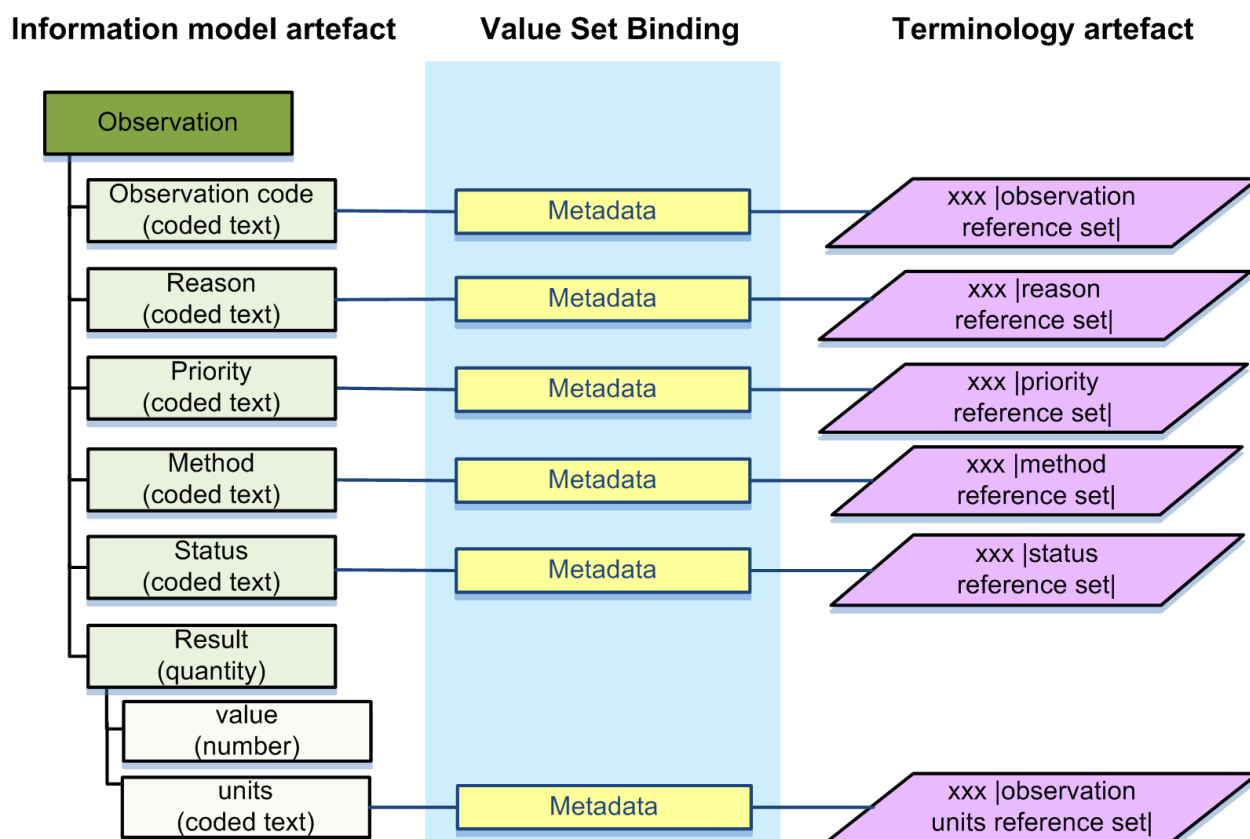 Information model artefact
Value Set Binding
Terminology artefact
Observation
Observation code
(coded text)
Metadata
xxx |observation
reference set|
Reason
(coded text)
Metadata
xxx |reason
reference set|
Priority
(coded text)
Metadata
xxx |priority
reference set|
Method
(coded text)
Metadata
xxx |method
reference set|
Status
(coded text)
Metadata
xxx |status
reference set|
Result
(quantity)
value
(number)
units
(coded text)
Metadata
xxx |observation
units reference set|